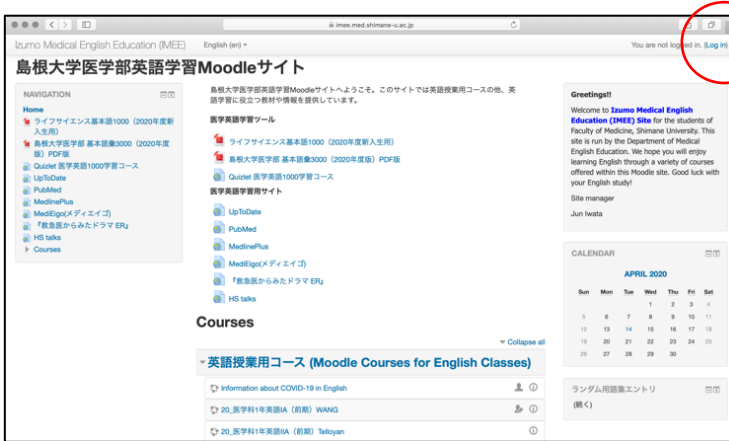 imee.med.shimane-u.ac.jp
Izumo Medical English Education (IMEE)
English (en)
You are not logged in. (Log in)
島根大学医学部英語学習Moodleサイト
NAVIGATION
Home
ライフサイエンス基本語1000（2020年度新
入生用）
島根大学医学部 基本語彙3000（2020年度
版）PDF版
Quizlet 医学英語1000学習コース
UpToDate
PubMed
MedlinePlus
MediEigo(メディエイゴ)
『救急医からみたドラマ ER』
HS talks
Courses
島根大学医学部英語学習Moodleサイトへようこそ。このサイトでは英語授業用コースの他、英
語学習に役立つ教材や情報を提供しています。
医学英語学習ツール
ライフサイエンス基本語1000（2020年度新入生用）
島根大学医学部 基本語彙3000（2020年度版）PDF版
Quizlet 医学英語1000学習コース
医学英語学習用サイト
UpToDate
PubMed
MedlinePlus
MediEigo(メディエイゴ)
『救急医からみたドラマ ER』
HS talks
Courses
Collapse all
英語授業用コース (Moodle Courses for English Classes)
Information about COVID-19 in English
20_医学科1年英語IA（前期）WANG
20_医学科1年英語IIA（前期）Telloyan
Greetings!!
Welcome to Izumo Medical English
Education (IMEE) Site for the students of
Faculty of Medicine, Shimane University. This
site is run by the Department of Medical
English Education. We hope you will enjoy
learning English through a variety of courses
offered within this Moodle site. Good luck with
your English study!
Site manager
Jun Iwata
CALENDAR
APRIL 2020
Sun Mon Tue Wed Thu Fri Sat
1 2 3 4
5 6 7 8 9 10 11
12 13 14 15 16 17 18
19 20 21 22 23 24 25
26 27 28 29 30
ランダム用語集エントリ
(続く)